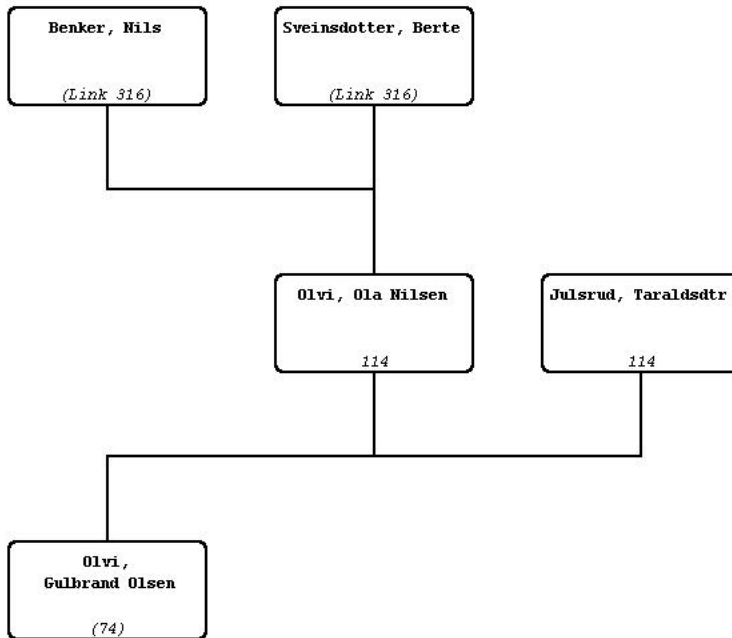 Benker, Nils
(Link 316)
Sveinsdotter, Berte
(Link 316)
Olvi, Ola Nilsen
114
Julsrud, Taraldsdtr
114
Olvi,
Gulbrand Olsen
(74)